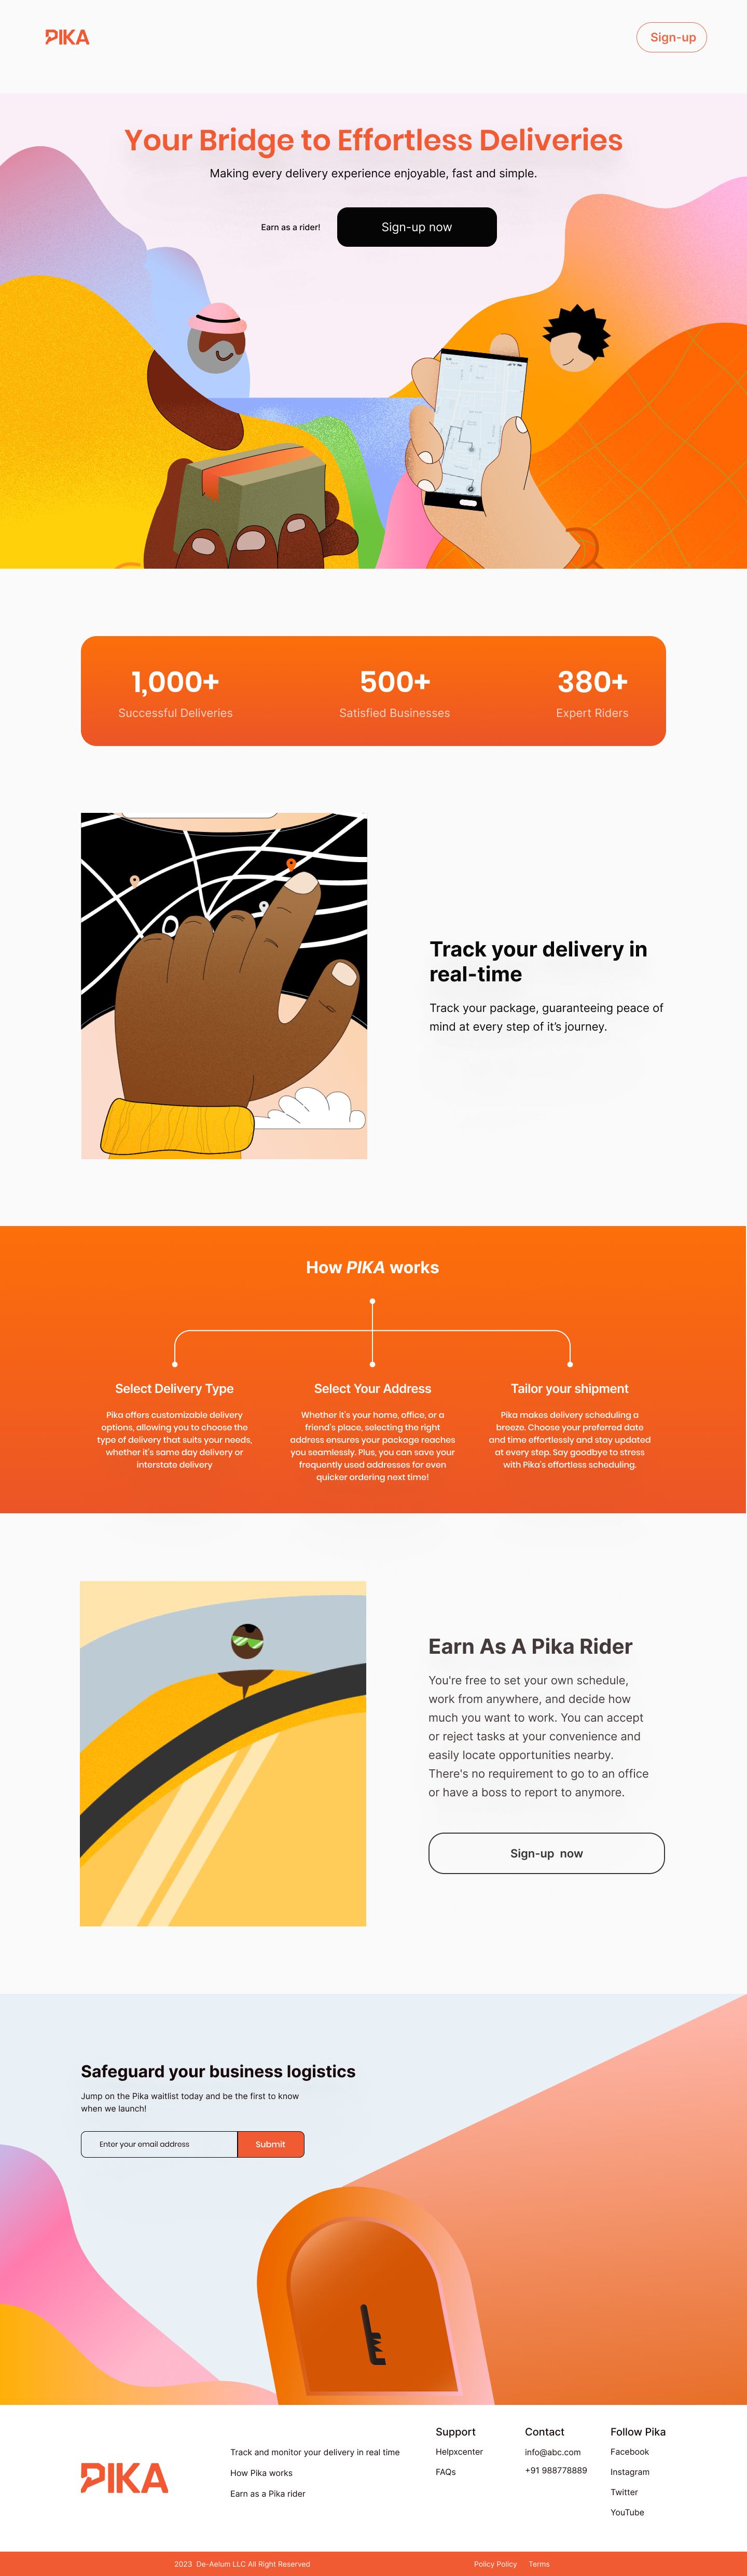 PIKA
Sign-up
Your Bridge to Effortless Deliveries
Making every delivery experience enjoyable, fast and simple.
Earn as a rider!
Sign-up now
1,000+
500+
380+
Successful Deliveries
Satisfied Businesses
Expert Riders
Track your delivery in
real-time
Track your package, guaranteeing peace of
mind at every step of it’s journey.
How PIKA works
Select Delivery Type
Pika offers customizable delivery
options, allowing you to choose the
type of delivery that suits your needs,
whether it's same day delivery or
interstate delivery
Select Your Address
Whether it's your home, office, or a
friend's place, selecting the right
address ensures your package reaches
you seamlessly. Plus, you can save your
frequently used addresses for even
quicker ordering next time!
Tailor your shipment
Pika makes delivery scheduling a
breeze. Choose your preferred date
and time effortlessly and stay updated
at every step. Say goodbye to stress
with Pika's effortless scheduling.
Earn As A Pika Rider
You're free to set your own schedule,
work from anywhere, and decide how
much you want to work. You can accept
or reject tasks at your convenience and
easily locate opportunities nearby.
There's no requirement to go to an office
or have a boss to report to anymore.
Sign-up now
Safeguard your business logistics
Jump on the Pika waitlist today and be the first to know
when we launch!
Enter your email address
Submit
PIKA
Track and monitor your delivery in real time
How Pika works
Earn as a Pika rider
Support
Helpxcenter
FAQs
Contact
info@abc.com
+91 988778889
Follow Pika
Facebook
Instagram
Twitter
YouTube
2023 De-Aelum LLC All Right Reserved
Policy Policy
Terms